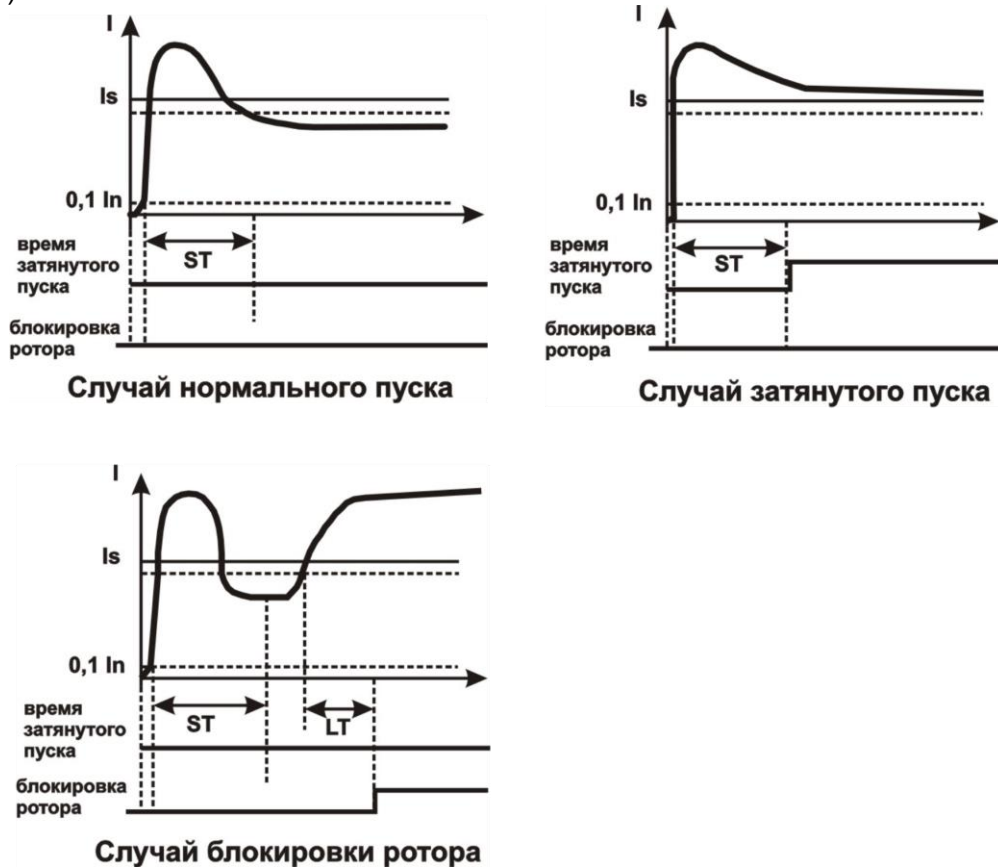 )
I
Is
0,1 In
ST
время
затянутого
пуска
блокировка
ротора
Случай нормального пуска
I
Is
0,1 In
ST
время
затянутого
пуска
блокировка
ротора
Случай затянутого пуска
I
Is
0,1 In
ST
LT
время
затянутого
пуска
блокировка
ротора
Случай блокировки ротора